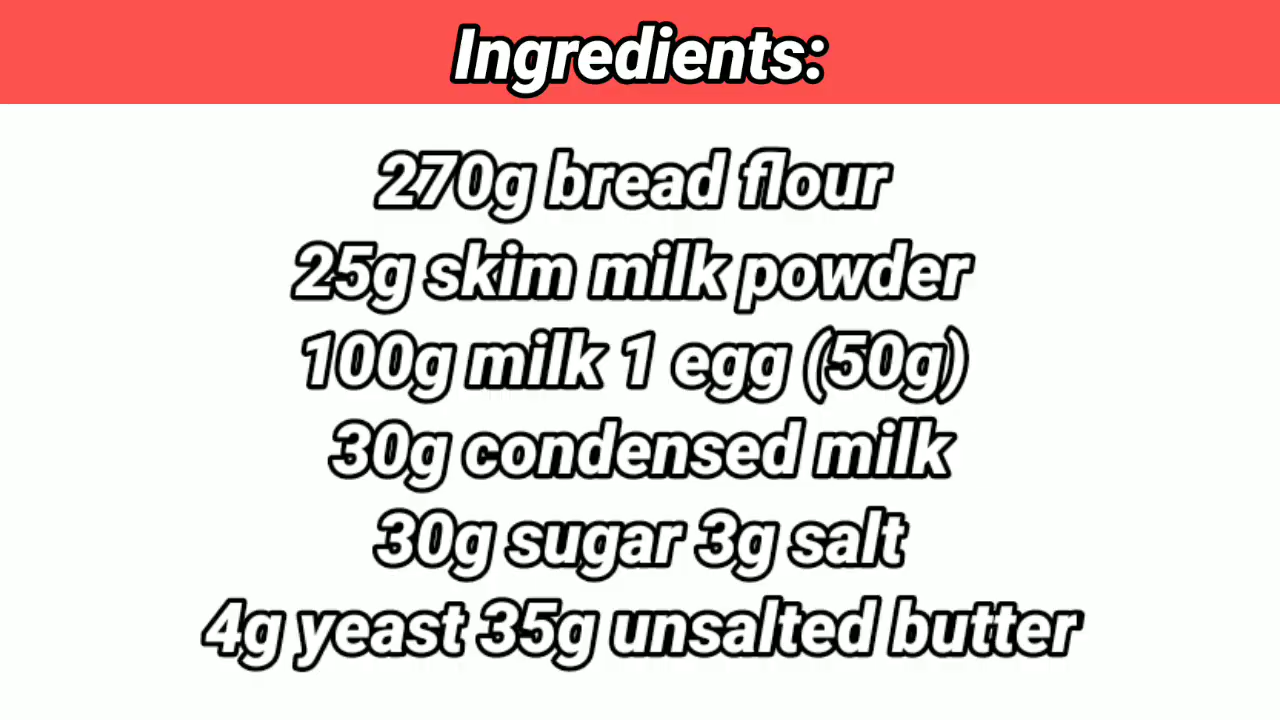 Ingredients:
270g bread flour
25g skim milk powder
100g milk 1 egg (50g)
30g condensed milk
30g sugar 3g salt
4g yeast 35g unsalted butter